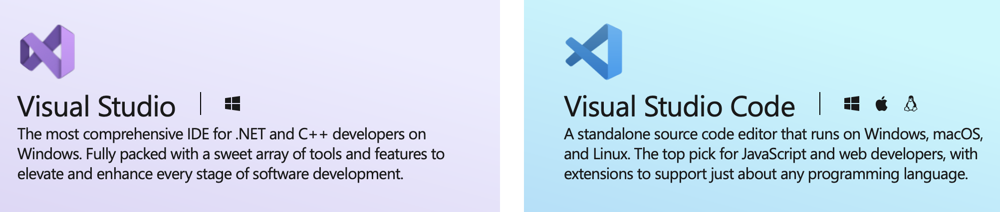 Visual Studio
The most comprehensive IDE for .NET and C++ developers on
Windows. Fully packed with a sweet array of tools and features to
elevate and enhance every stage of software development.
Visual Studio Code
A standalone source code editor that runs on Windows, macOS,
and Linux. The top pick for JavaScript and web developers, with
extensions to support just about any programming language.